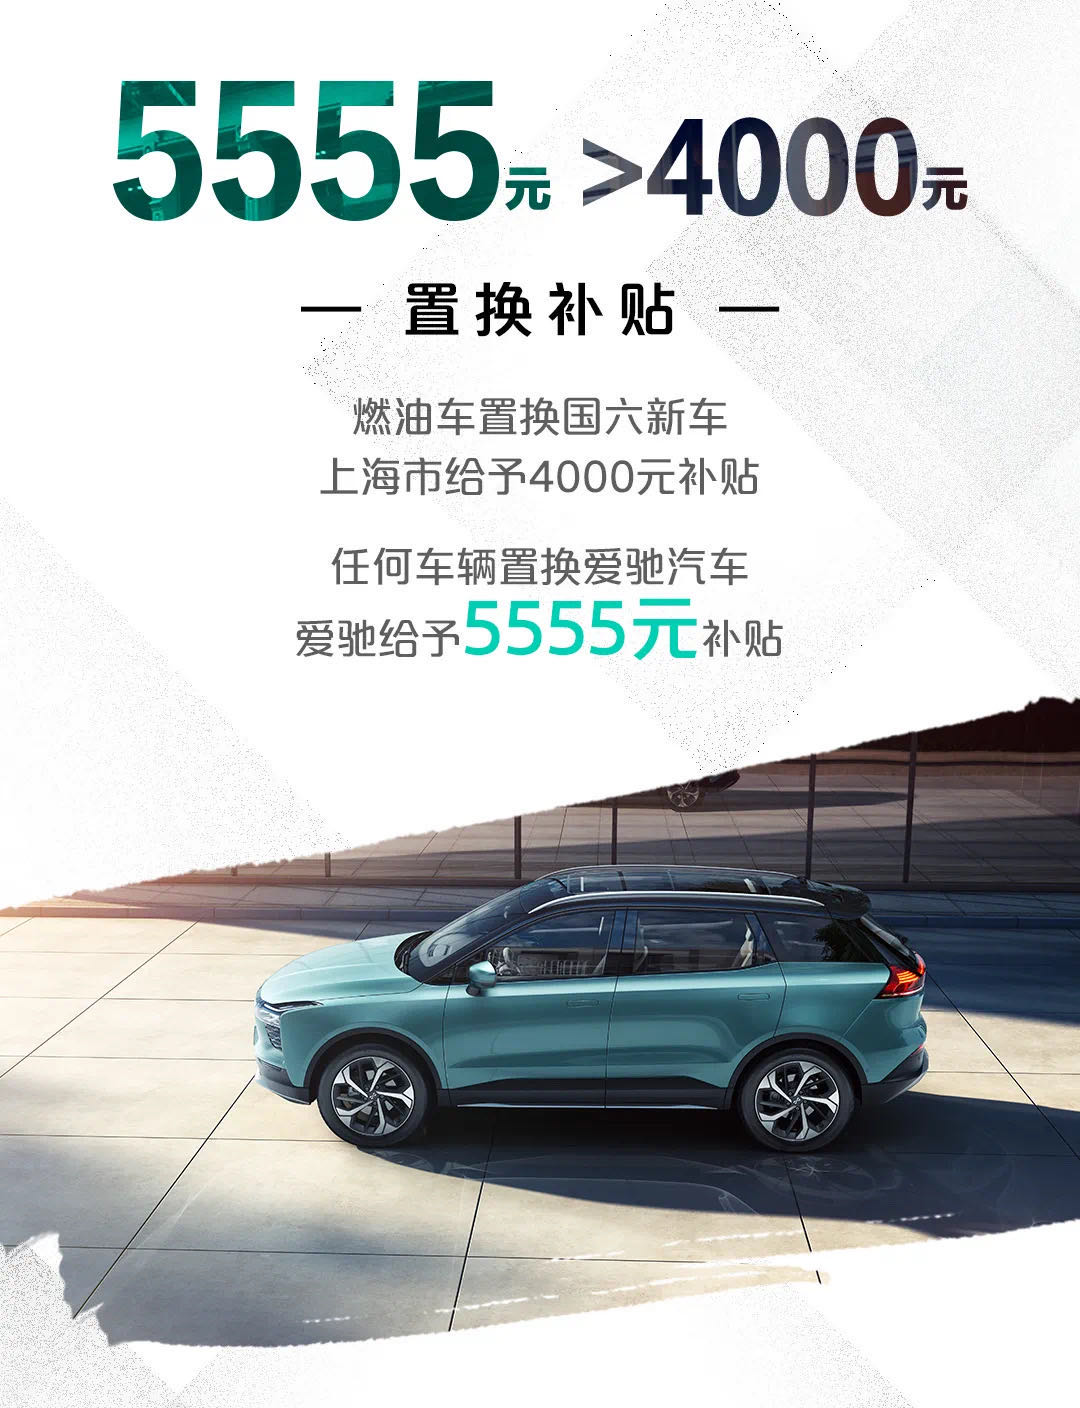 5555元 >4000元
— 置换补贴 —
燃油车置换国六新车
上海市给予4000元补贴
任何车辆置换爱驰汽车
爱驰给予5555元补贴